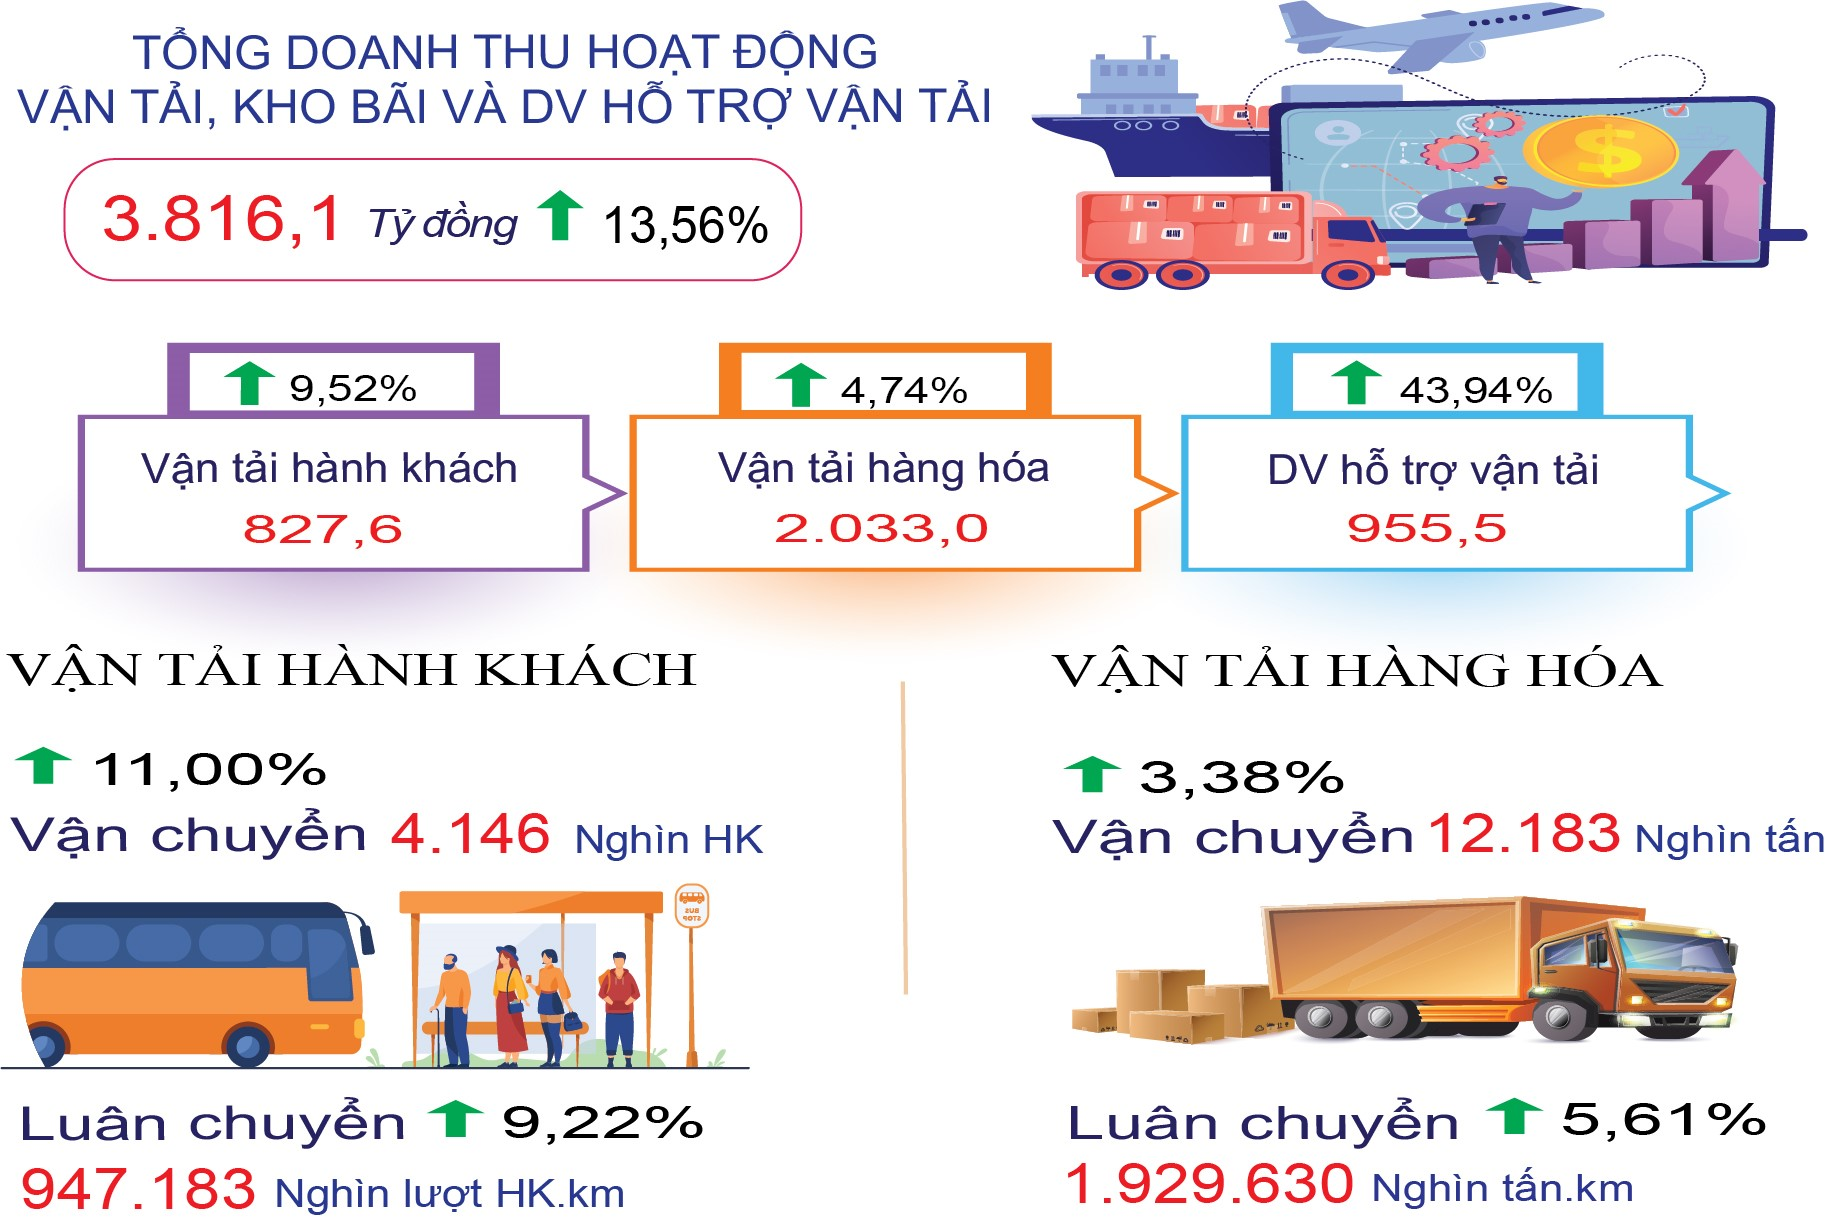 TỔNG DOANH THU HOẠT ĐỘNG
VẬN TẢI, KHO BÃI VÀ DV HỖ TRỢ VẬN TẢI
3.816,1 Tỷ đồng 13,56%
9,52%
Vận tải hành khách
827,6
4,74%
Vận tải hàng hóa
2.033,0
43,94%
DV hỗ trợ vận tải
955,5
VẬN TẢI HÀNH KHÁCH
11,00%
Vận chuyển 4.146 Nghìn HK
BUS
STOP
Luân chuyển 9,22%
947.183 Nghìn lượt HK.km
VẬN TẢI HÀNG HÓA
3,38%
Vận chuyển 12.183 Nghìn tấn
Luân chuyển 5,61%
1.929.630 Nghìn tấn.km